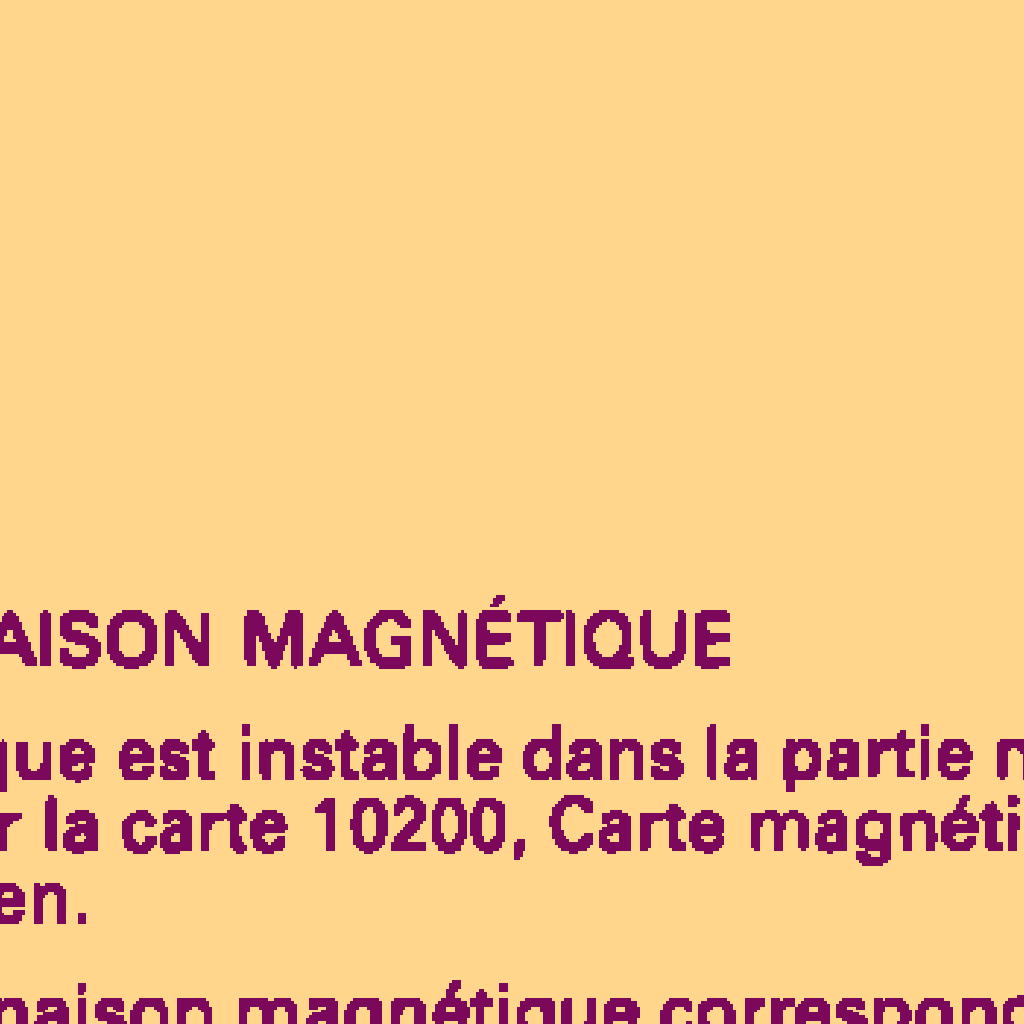 AISON MAGNÉTIQUE
que est instable dans la partie n
r la carte 10200, Carte magnéti
en.
naison magnétique correspond